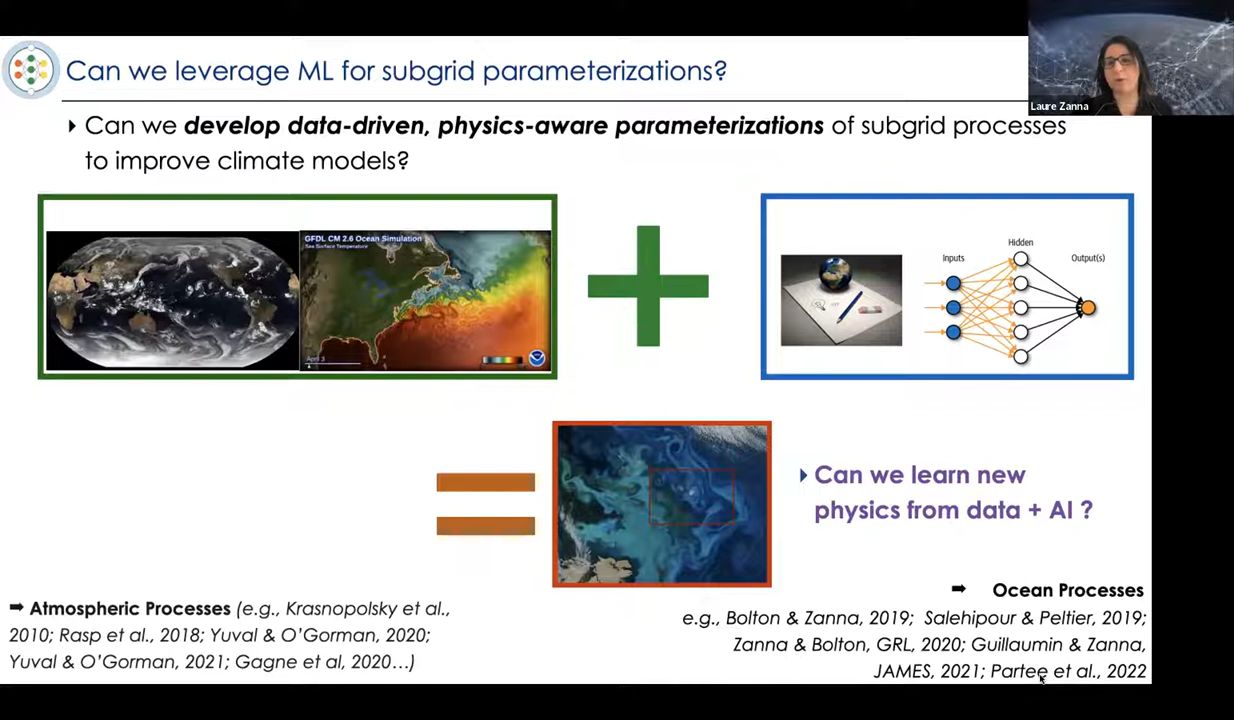 Can we leverage ML for subgrid parameterizations?
Laure Zanna
Can we develop data-driven, physics-aware parameterizations of subgrid processes
to improve climate models?
GFDL CM 2.6 Ocean Simulation
Sea Surface Temperature
April 3
Hidden
Inputs
Output(s)
Can we learn new
physics from data + AI ?
➡ Atmospheric Processes (e.g., Krasnopolsky et al.,
2010; Rasp et al., 2018; Yuval & O’Gorman, 2020;
Yuval & O’Gorman, 2021; Gagne et al, 2020…)
➡ Ocean Processes
e.g., Bolton & Zanna, 2019; Salehipour & Peltier, 2019;
Zanna & Bolton, GRL, 2020; Guillaumin & Zanna,
JAMES, 2021; Partee et al., 2022